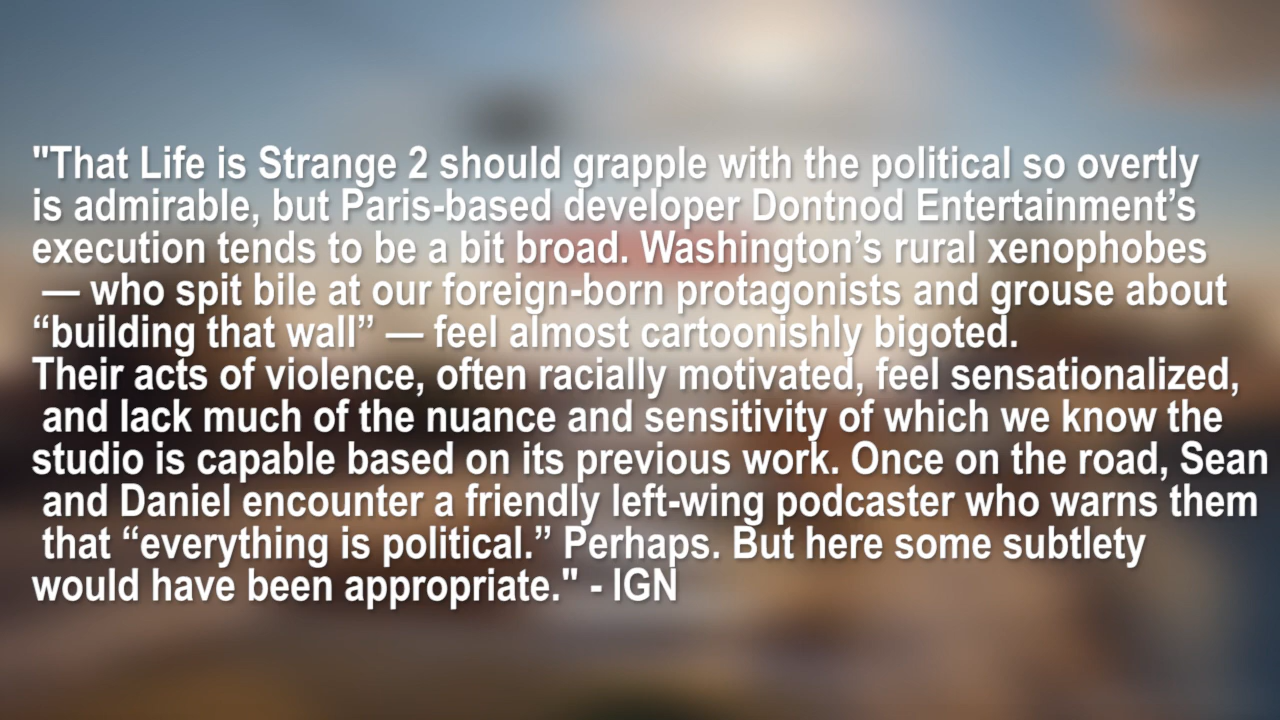 "That Life is Strange 2 should grapple with the political so overtly
is admirable, but Paris-based developer Dontnod Entertainment’s
execution tends to be a bit broad. Washington’s rural xenophobes
— who spit bile at our foreign-born protagonists and grouse about
“building that wall” — feel almost cartoonishly bigoted.
Their acts of violence, often racially motivated, feel sensationalized,
and lack much of the nuance and sensitivity of which we know the
studio is capable based on its previous work. Once on the road, Sean
and Daniel encounter a friendly left-wing podcaster who warns them
that “everything is political.” Perhaps. But here some subtlety
would have been appropriate." - IGN